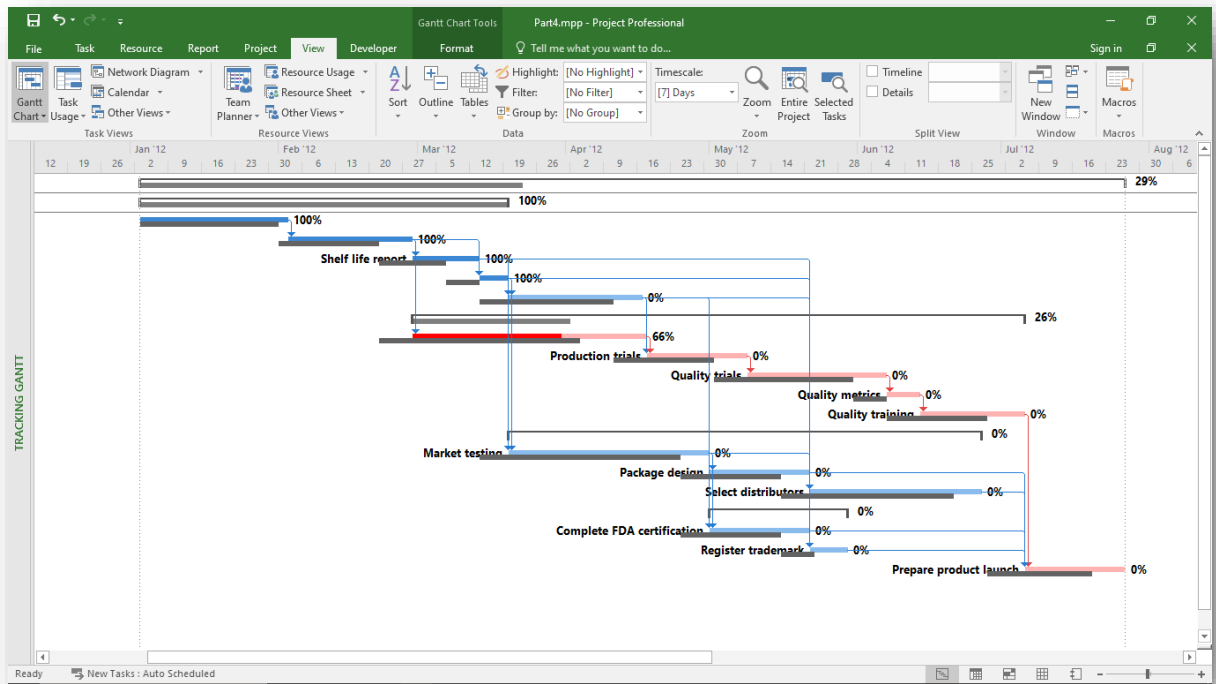 Gantt Chart Tools Part4.mpp - Project Professional
File Task Resource Report Project View Developer Format Tell me what you want to do... Sign in
Gantt Chart
Task Usage
Network Diagram
Calendar
Other Views
Task Views
Team Planner
Resource Usage
Resource Sheet
Other Views
Resource Views
Sort
Outline
Tables
Highlight: [No Highlight]
Filter: [No Filter]
Group by: [No Group]
Data
Timescale:
[7] Days
Zoom
Entire Project
Selected Tasks
Zoom
Timeline
Details
Split View
New Window
Window
Macros
Macros
Jan '12 Feb '12 Mar '12 Apr '12 May '12 Jun '12 Jul '12 Aug '12
12 19 26 2 9 16 23 30 6 13 20 27 5 12 19 26 2 9 16 23 30 7 14 21 28 4 11 18 25 2 9 16 23 30 6
TRACKING GANTT
29%
100%
100%
100%
Shelf life report 100%
100%
0%
26%
66%
Production trials 0%
Quality trials 0%
Quality metrics 0%
Quality training 0%
0%
Market testing 0%
Package design 0%
Select distributors 0%
0%
Complete FDA certification 0%
Register trademark 0%
Prepare product launch 0%
Ready New Tasks : Auto Scheduled